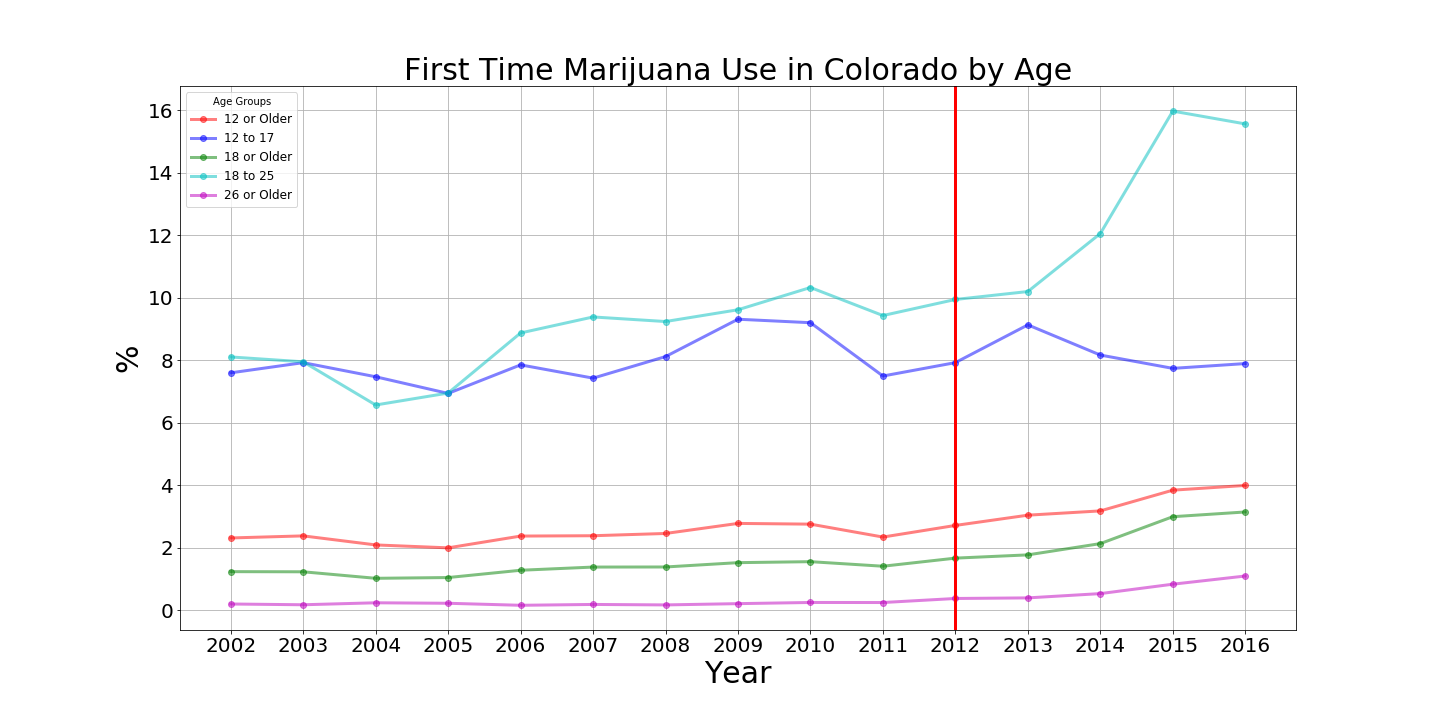 First Time Marijuana Use in Colorado by Age
Age Groups
12 or Older
12 to 17
18 or Older
18 to 25
26 or Older
%
16
14
12
10
8
6
4
2
0
2002 2003 2004 2005 2006 2007 2008 2009 2010 2011 2012 2013 2014 2015 2016
Year